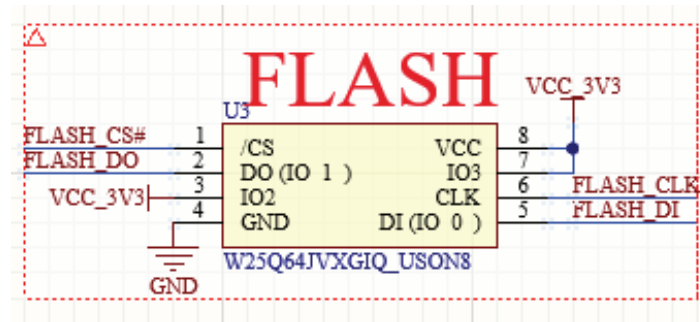 FLASH
VCC_3V3
U3
FLASH_CS# 1 /CS VCC 8
FLASH_DO 2 DO (IO 1 ) IO3 7
VCC_3V3 3 IO2 CLK 6 FLASH_CLK
4 GND DI (IO 0 ) 5 FLASH_DI
W25Q64JVXGIQ_USON8
GND